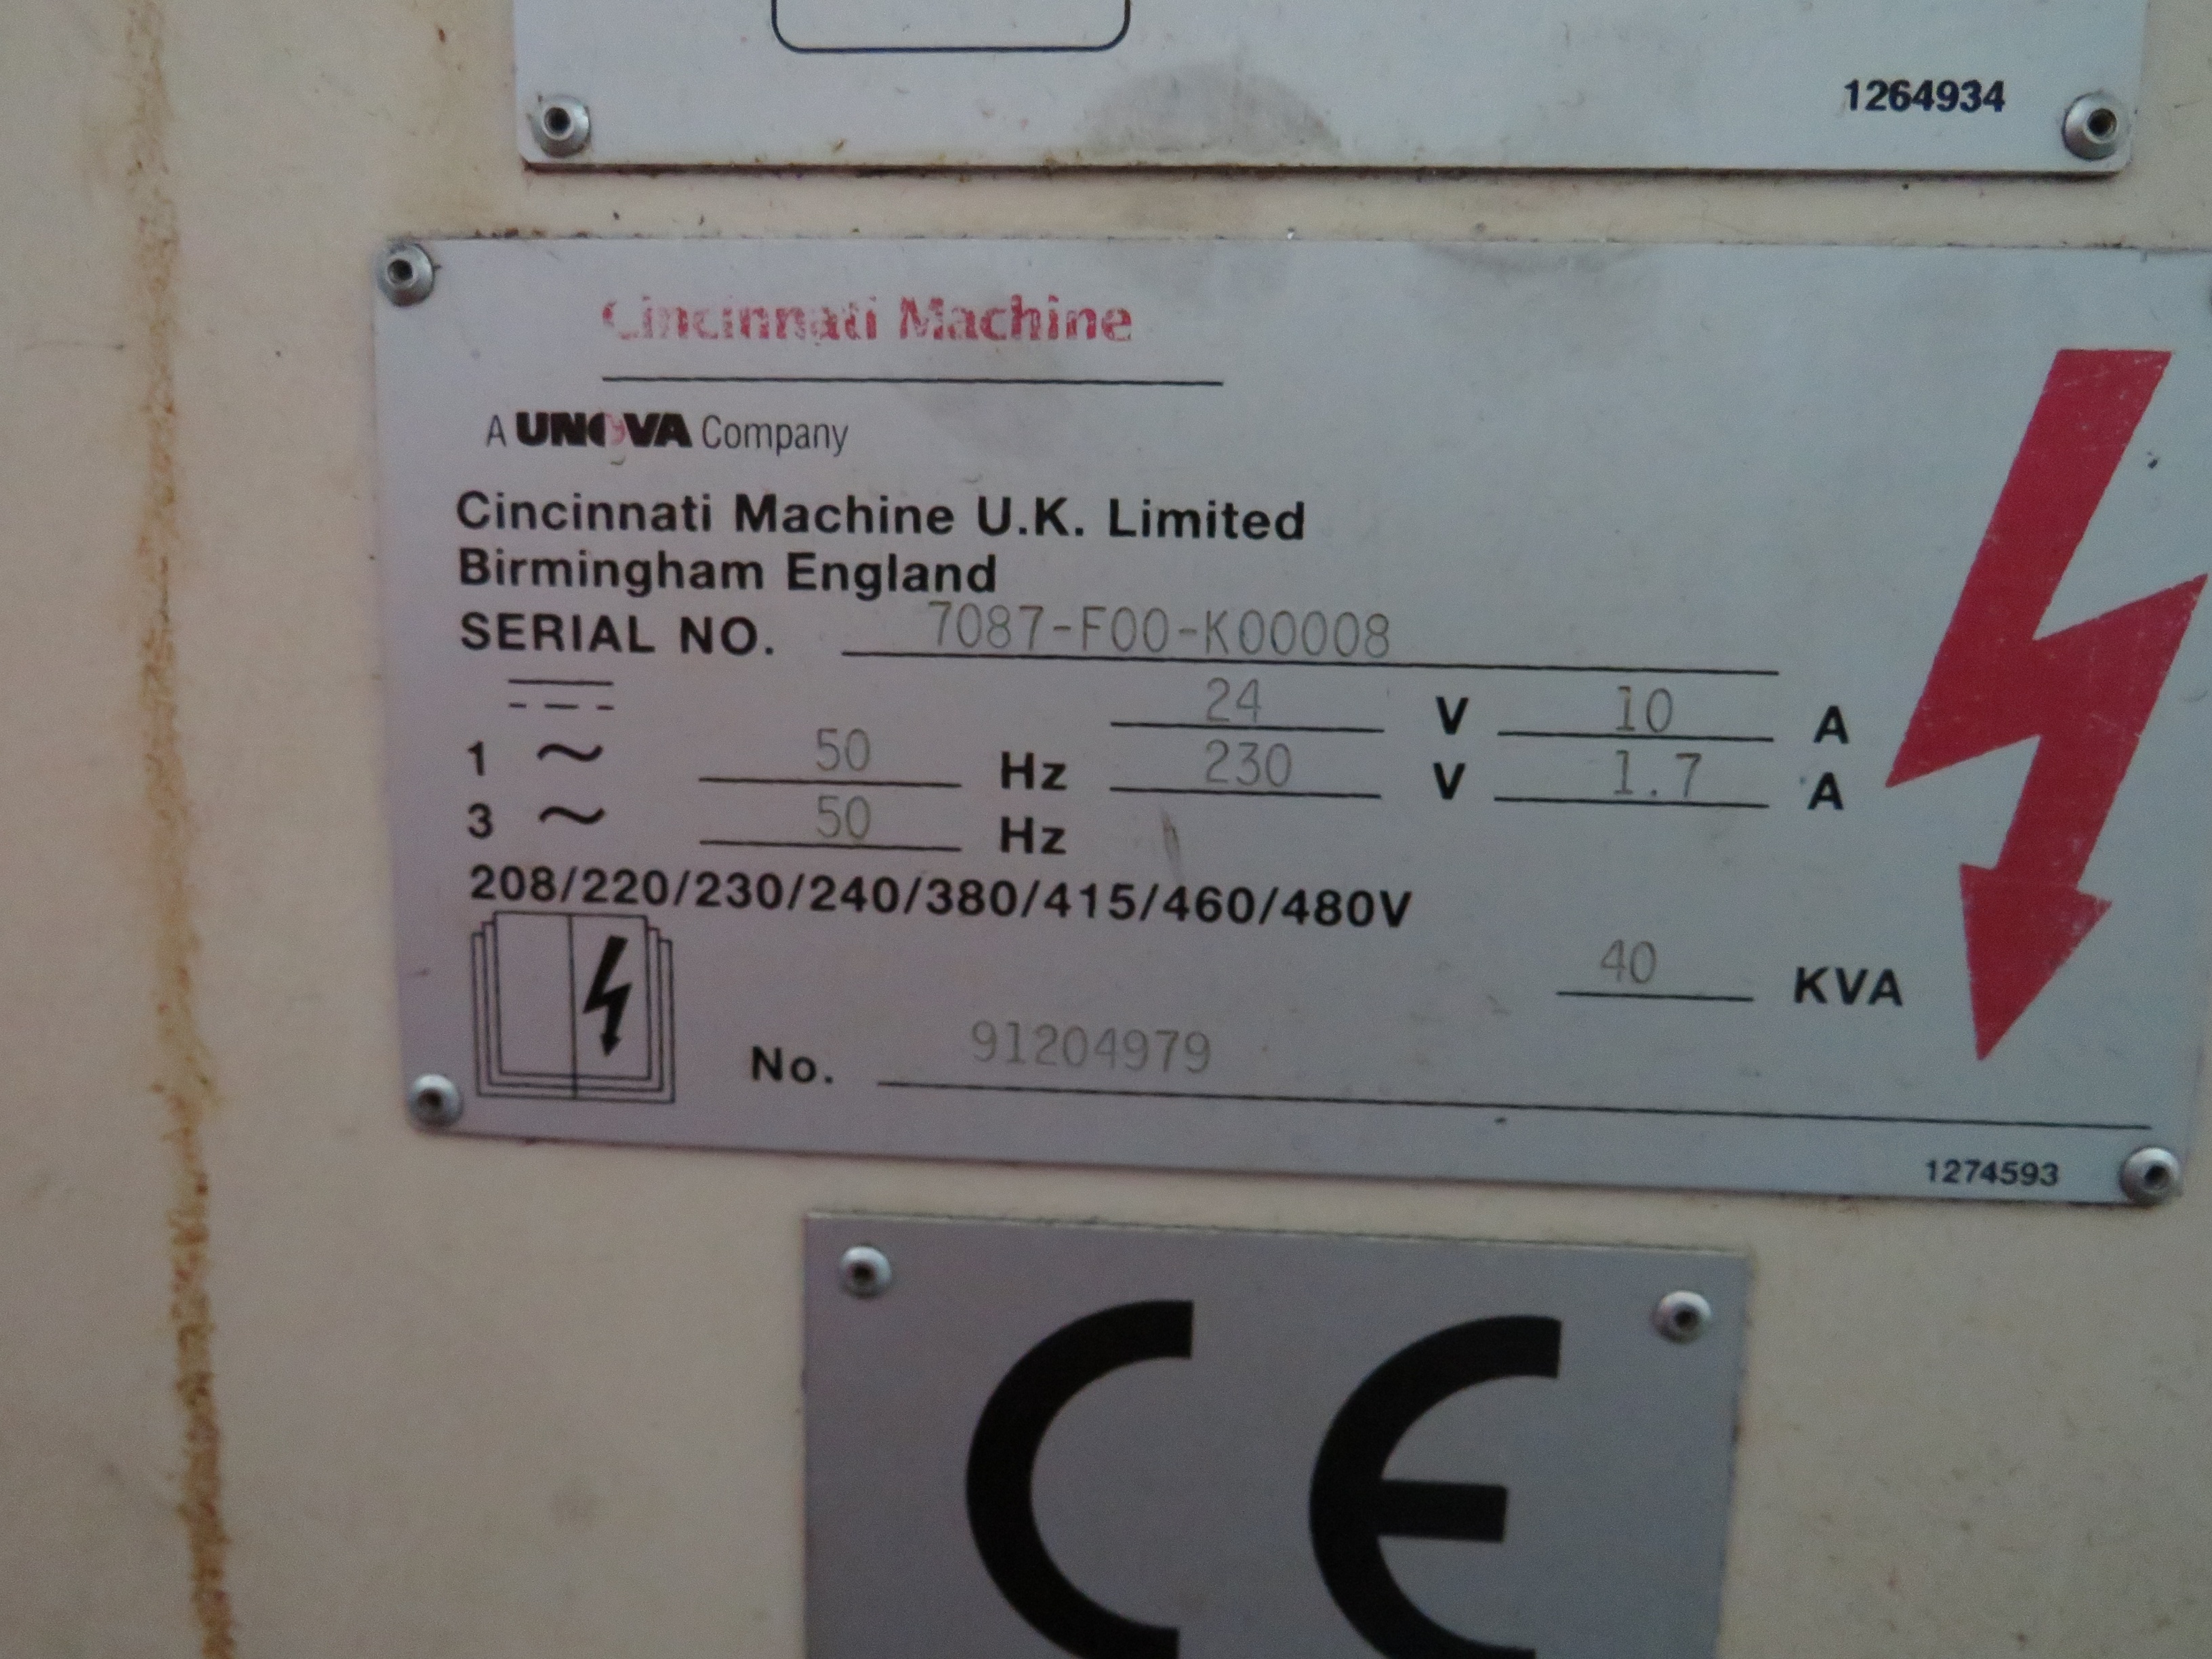 1264934
Cincinnati Machine
A UNOVA Company
Cincinnati Machine U.K. Limited
Birmingham England
SERIAL NO. 7087-F00-K00008
24 V 10 A
1 ~ 50 Hz 230 V 1.7 A
3 ~ 50 Hz
208/220/230/240/380/415/460/480V
40 KVA
No. 91204979
1274593
CE